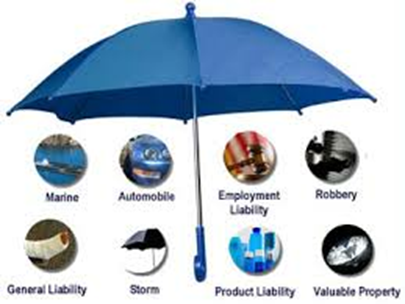 Marine
Automobile
Employment
Liability
Robbery
General Liability
Storm
Product Liability
Valuable Property